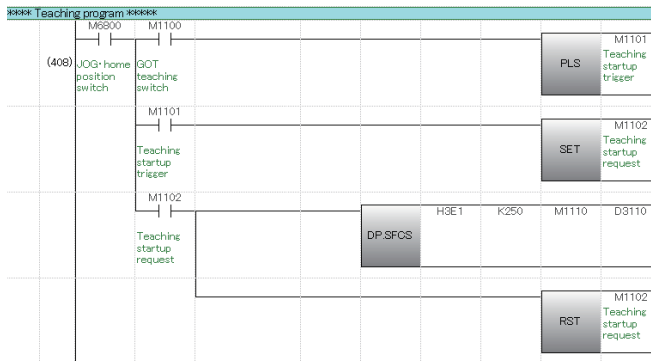 **** Teaching program *****
M6800 M1100
M1101
(408) JOG・home position switch
GOT teaching switch
PLS
Teaching startup trigger
M1101
M1102
Teaching startup trigger
SET
Teaching startup request
M1102
H3E1 K250 M1110 D3110
Teaching startup request
DP.SFCS
M1102
RST
Teaching startup request